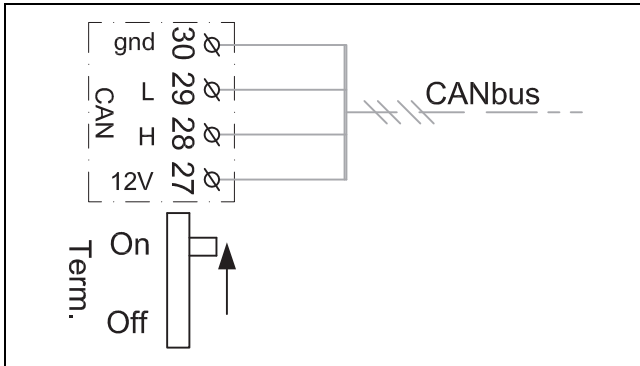 gnd 30
L 29
H 28
12V 27
CAN
CANbus
On
Off
Term.